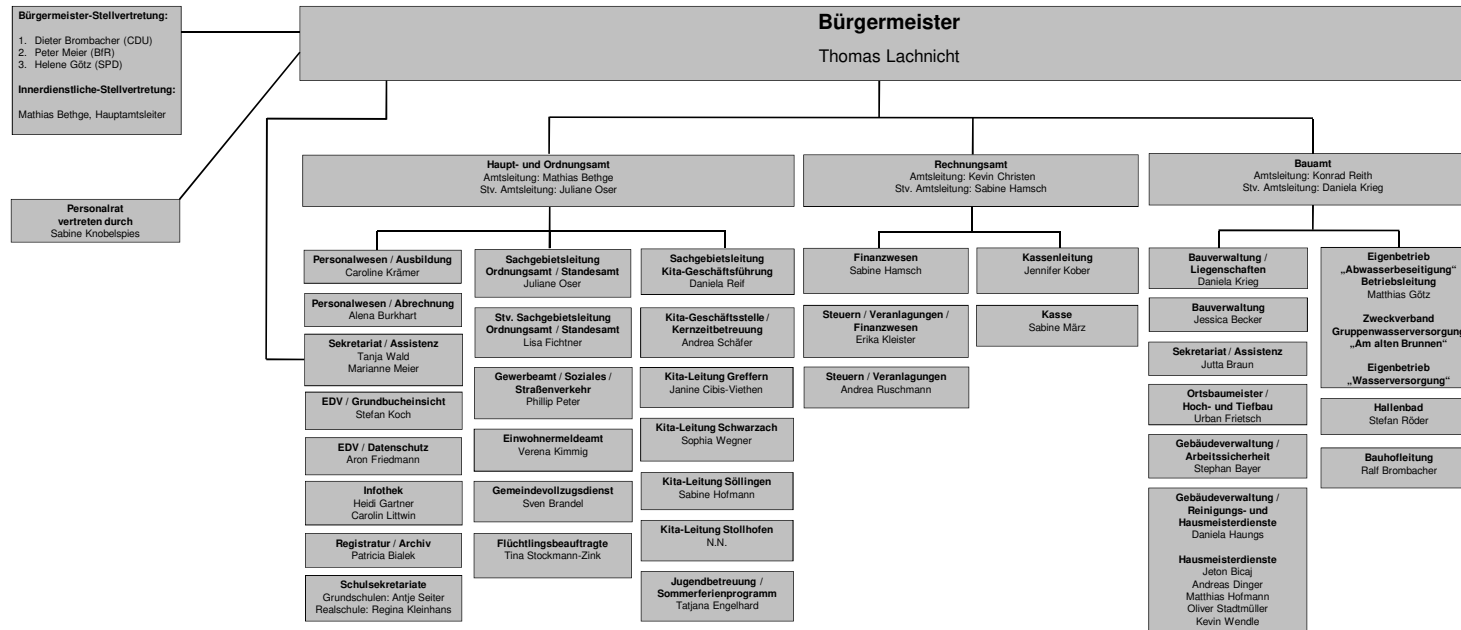 Bürgermeister-Stellvertretung:
1. Dieter Brombacher (CDU)
2. Peter Meier (BfR)
3. Helene Götz (SPD)
Innerdienstliche-Stellvertretung:
Mathias Bethge, Hauptamtsleiter
Bürgermeister
Thomas Lachnicht
Personalrat
vertreten durch
Sabine Knobelspies
Haupt- und Ordnungsamt
Amtsleitung: Mathias Bethge
Stv. Amtsleitung: Juliane Oser
Rechnungsamt
Amtsleitung: Kevin Christen
Stv. Amtsleitung: Sabine Hamsch
Bauamt
Amtsleitung: Konrad Reith
Stv. Amtsleitung: Daniela Krieg
Personalwesen / Ausbildung
Caroline Krämer
Personalwesen / Abrechnung
Alena Burkhart
Sekretariat / Assistenz
Tanja Wald
Marianne Meier
EDV / Grundbucheinsicht
Stefan Koch
EDV / Datenschutz
Aron Friedmann
Infothek
Heidi Gartner
Carolin Littwin
Registratur / Archiv
Patricia Bialek
Schulsekretariate
Grundschulen: Antje Seiter
Realschule: Regina Kleinhans
Sachgebietsleitung
Ordnungsamt / Standesamt
Juliane Oser
Stv. Sachgebietsleitung
Ordnungsamt / Standesamt
Lisa Fichtner
Gewerbeamt / Soziales /
Straßenverkehr
Phillip Peter
Einwohnermeldeamt
Verena Kimmig
Gemeindevollzugsdienst
Sven Brandel
Flüchtlingsbeauftragte
Tina Stockmann-Zink
Sachgebietsleitung
Kita-Geschäftsführung
Daniela Reif
Kita-Geschäftsstelle /
Kernzeitbetreuung
Andrea Schäfer
Kita-Leitung Greffern
Janine Cibis-Viethen
Kita-Leitung Schwarzach
Sophia Wegner
Kita-Leitung Söllingen
Sabine Hofmann
Kita-Leitung Stollhofen
N.N.
Jugendbetreuung /
Sommerferienprogramm
Tatjana Engelhard
Finanzwesen
Sabine Hamsch
Steuern / Veranlagungen /
Finanzwesen
Erika Kleister
Steuern / Veranlagungen
Andrea Ruschmann
Kassenleitung
Jennifer Kober
Kasse
Sabine März
Bauverwaltung /
Liegenschaften
Daniela Krieg
Bauverwaltung
Jessica Becker
Sekretariat / Assistenz
Jutta Braun
Ortsbaumeister /
Hoch- und Tiefbau
Urban Frietsch
Gebäudeverwaltung /
Arbeitssicherheit
Stephan Bayer
Gebäudeverwaltung /
Reinigungs- und
Hausmeisterdienste
Daniela Haungs
Hausmeisterdienste
Jeton Bicaj
Andreas Dinger
Matthias Hofmann
Oliver Stadtmüller
Kevin Wendle
Eigenbetrieb
„Abwasserbeseitigung“
Betriebsleitung
Matthias Götz
Zweckverband
Gruppenwasserversorgung
„Am alten Brunnen“
Eigenbetrieb
„Wasserversorgung“
Hallenbad
Stefan Röder
Bauhofleitung
Ralf Brombacher